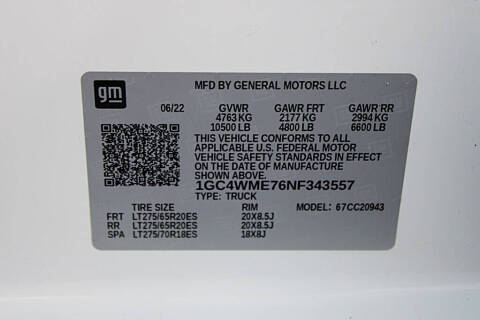 gm
MFD BY GENERAL MOTORS LLC
06/22 GVWR GAWR FRT GAWR RR
4763 KG 2177 KG 2994 KG
10500 LB 4800 LB 6600 LB
THIS VEHICLE CONFORMS TO ALL
APPLICABLE U.S. FEDERAL MOTOR
VEHICLE SAFETY STANDARDS IN EFFECT
ON THE DATE OF MANUFACTURE
SHOWN ABOVE.
1GC4WME76NF343557
TYPE: TRUCK
TIRE SIZE RIM MODEL: 67CC20943
FRT LT275/65R20ES 20X8.5J
RR LT275/65R20ES 20X8.5J
SPA LT275/70R18ES 18X8J